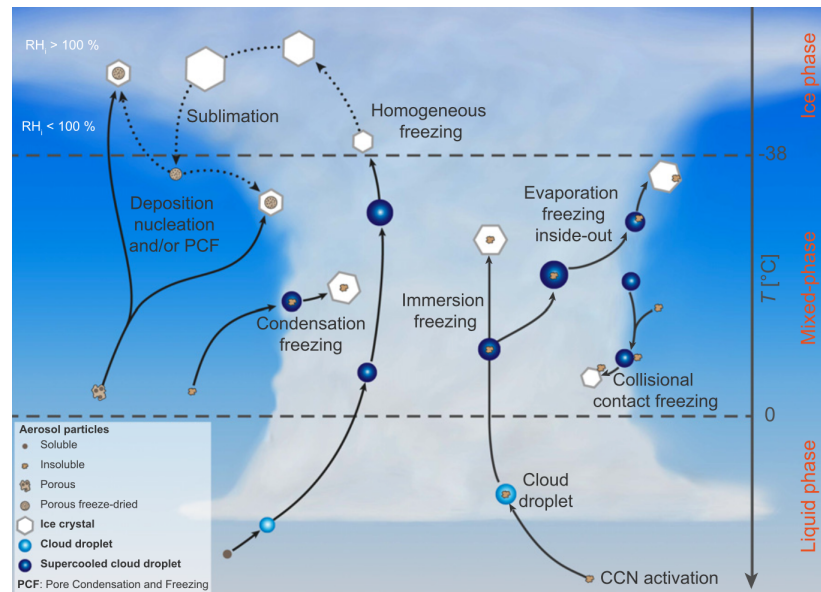 RHi > 100 %
Ice phase
Sublimation
Homogeneous
freezing
RHi < 100 %
-38
Evaporation
freezing
inside-out
Deposition
nucleation
and/or PCF
Mixed-phase
T [°C]
Immersion
freezing
Condensation
freezing
Collisional
contact freezing
0
Aerosol particles
Soluble
Insoluble
Porous
Porous freeze-dried
Ice crystal
Cloud droplet
Supercooled cloud droplet
PCF: Pore Condensation and Freezing
Cloud
droplet
Liquid phase
CCN activation